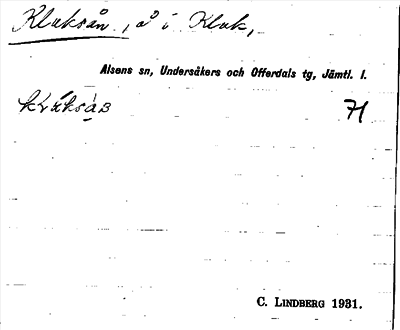 Kluksån, å i Kluk,
Alsens sn, Undersåkers och Offerdals tg, Jämtl. l.
71
C. LINDBERG 1931.